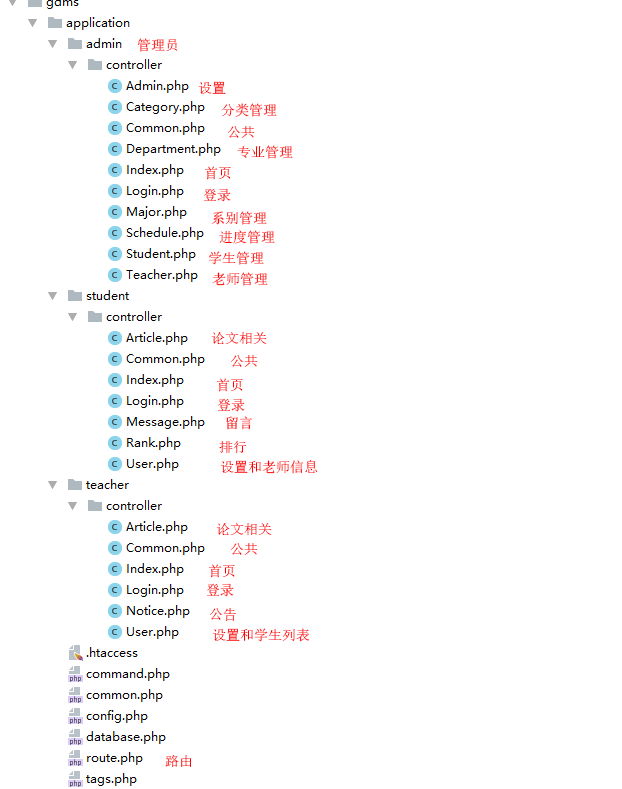 gdms
application
admin 管理员
controller
Admin.php 设置
Category.php 分类管理
Common.php 公共
Department.php 专业管理
Index.php 首页
Login.php 登录
Major.php 系别管理
Schedule.php 进度管理
Student.php 学生管理
Teacher.php 老师管理
student
controller
Article.php 论文相关
Common.php 公共
Index.php 首页
Login.php 登录
Message.php 留言
Rank.php 排行
User.php 设置和老师信息
teacher
controller
Article.php 论文相关
Common.php 公共
Index.php 首页
Login.php 登录
Notice.php 公告
User.php 设置和学生列表
.htaccess
command.php
common.php
config.php
database.php
route.php 路由
tags.php